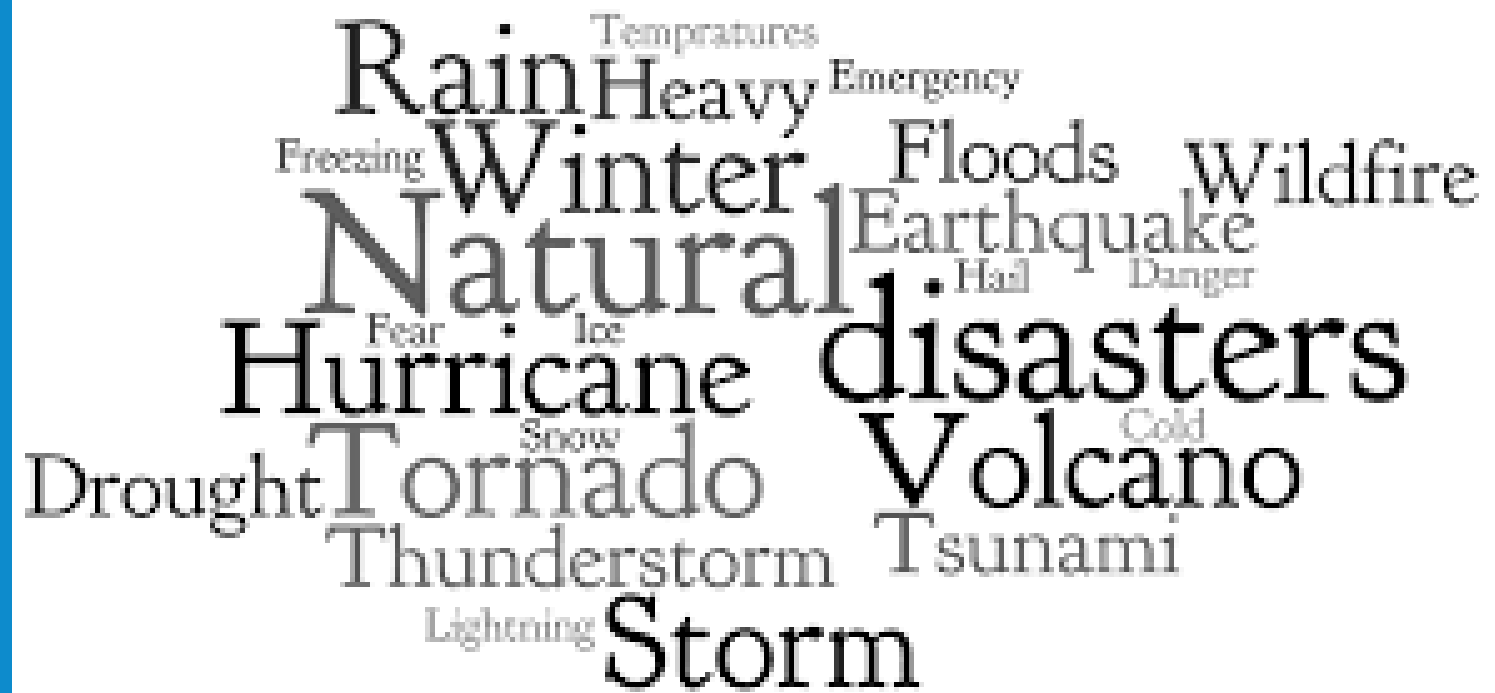 Tempratures
Rain Heavy Emergency
Freezing Winter Floods Wildfire
Natural Earthquake
Hail Danger
Fear Ice disasters
Hurricane
Snow Volcano Cold
Drought Tornado
Thunderstorm Tsunami
Lightning Storm